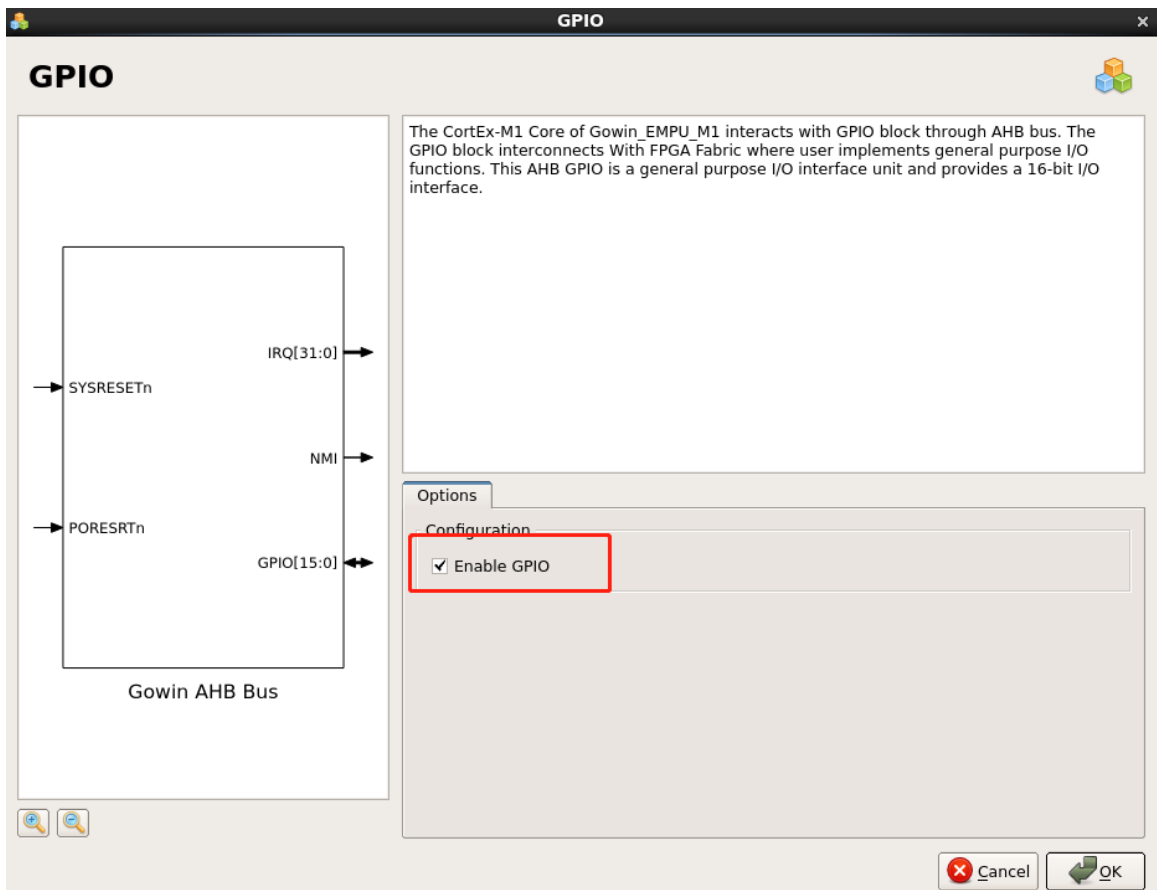 GPIO
GPIO
The CortEx-M1 Core of Gowin_EMPU_M1 interacts with GPIO block through AHB bus. The
GPIO block interconnects With FPGA Fabric where user implements general purpose I/O
functions. This AHB GPIO is a general purpose I/O interface unit and provides a 16-bit I/O
interface.
IRQ[31:0]
SYSRESETn
NMI
PORESRTn
GPIO[15:0]
Gowin AHB Bus
Options
Configuration
Enable GPIO
Cancel
OK